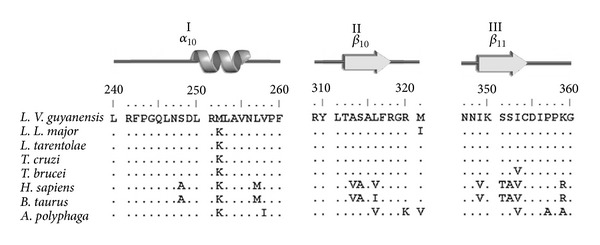 I II III
α10 β10 β11
240 250 260 310 320 350 360
L. V. guyanensis L RFPGQLNSDL RMLAVNLVPF RY LTASALFRGR M NNIK SSICDIPPKG
L. L. major . .......... .K........ .. .......... I .... ..........
L. tarentolae . .......... .K........ .. .......... . .... ..........
T. cruzi . .......... .K........ .. .......... . .... ..........
T. brucei . .......... .K........ .. .......... . .... ..V.......
H. sapiens . .......A.. .K....M... .. ..VA.V.... . ..V. TAV.....R.
B. taurus . .......A.. .K....M... .. ..VA.I.... . ..V. TAV.....R.
A. polyphaga . .......... .K.....I.. .. .....V...K V .... ..V...A.A.